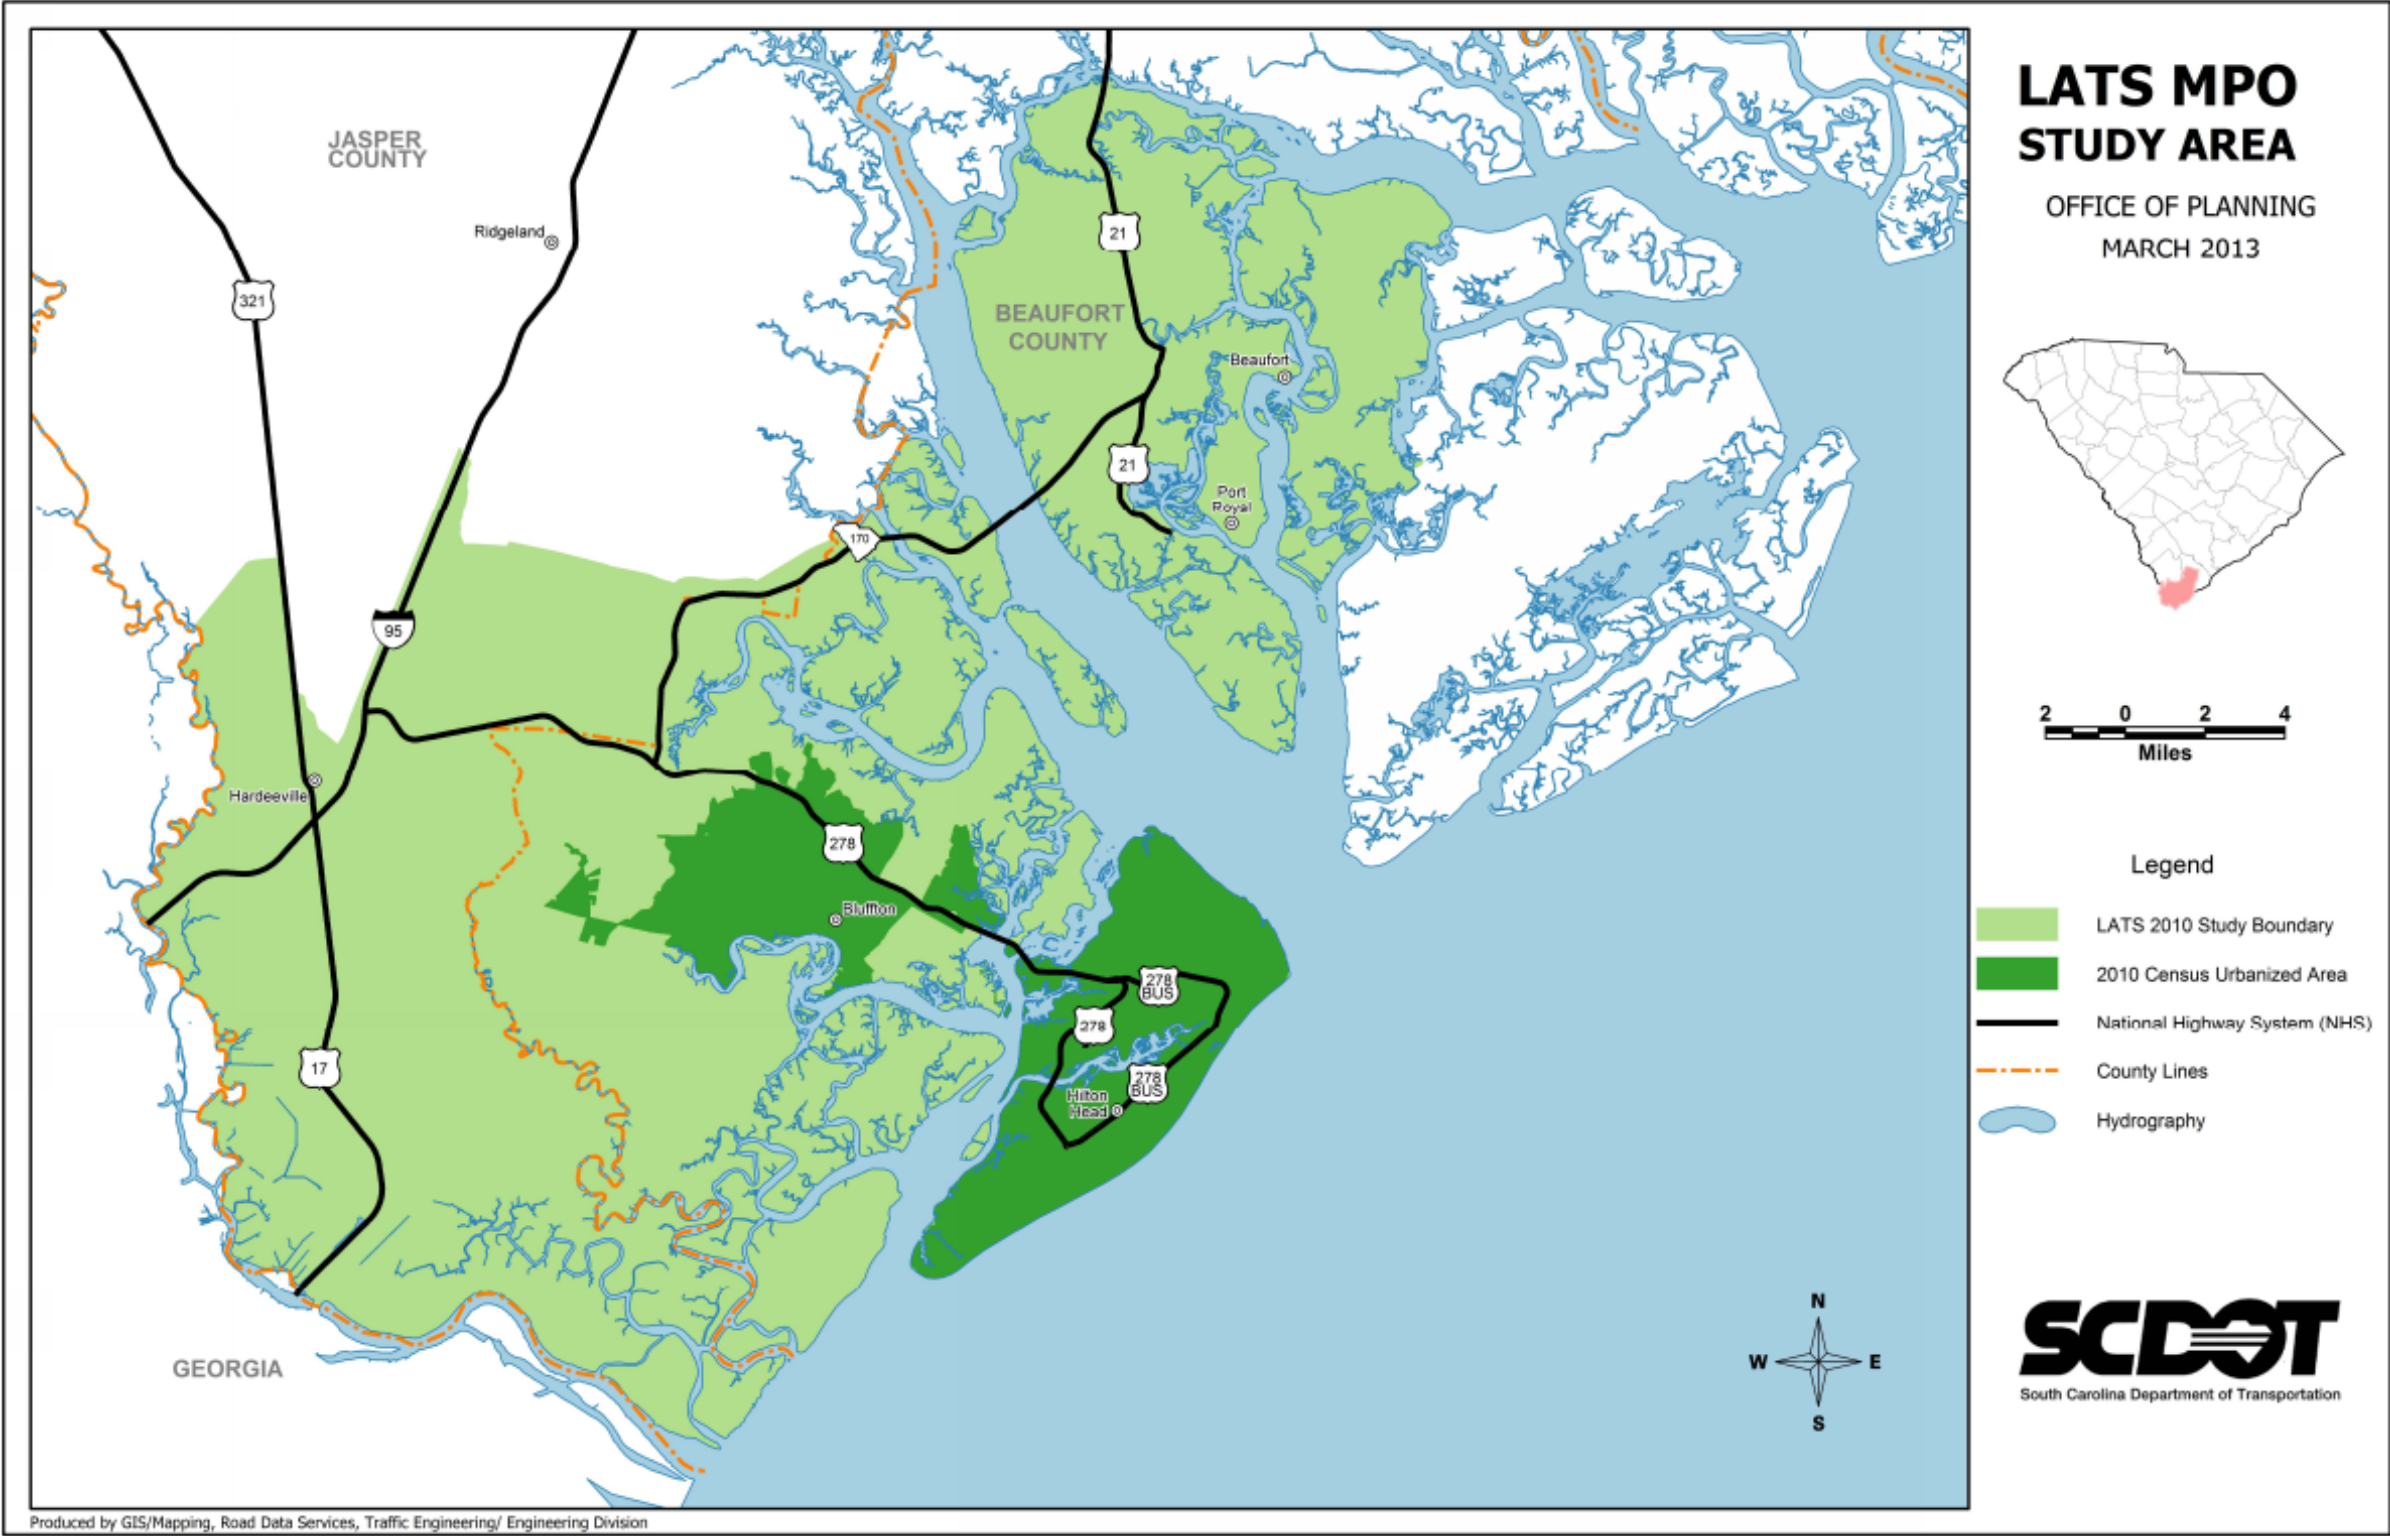 LATS MPO
STUDY AREA
OFFICE OF PLANNING
MARCH 2013
JASPER
COUNTY
Ridgeland
321
21
BEAUFORT
COUNTY
Beaufort
21
Port
Royal
170
95
2 0 2 4
Miles
Hardeeville
278
Bluffton
Legend
LATS 2010 Study Boundary
2010 Census Urbanized Area
National Highway System (NHS)
County Lines
Hydrography
278
BUS
278
17
278
BUS
Hilton
Head
N
W E
S
GEORGIA
SCDOT
South Carolina Department of Transportation
Produced by GIS/Mapping, Road Data Services, Traffic Engineering/ Engineering Division